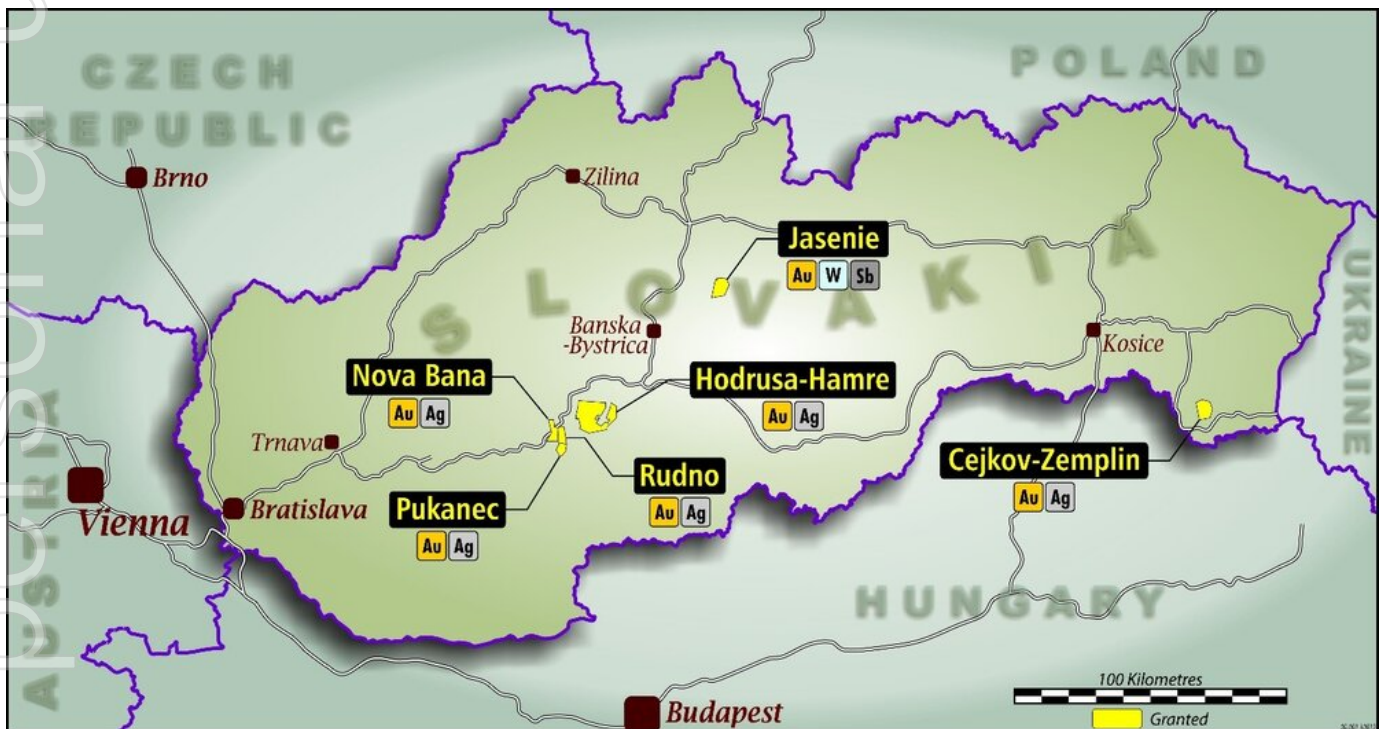 CZECH
REPUBLIC
POLAND
Brno
Zilina
Jasenie
Au W Sb
SLOVAKIA
UKRAINE
Banska
-Bystrica
Kosice
Nova Bana
Au Ag
Hodrusa-Hamre
Au Ag
Trnava
Cejkov-Zemplin
Au Ag
Rudno
Au Ag
Pukanec
Au Ag
Bratislava
Vienna
AUSTRIA
HUNGARY
Budapest
100 Kilometres
Granted